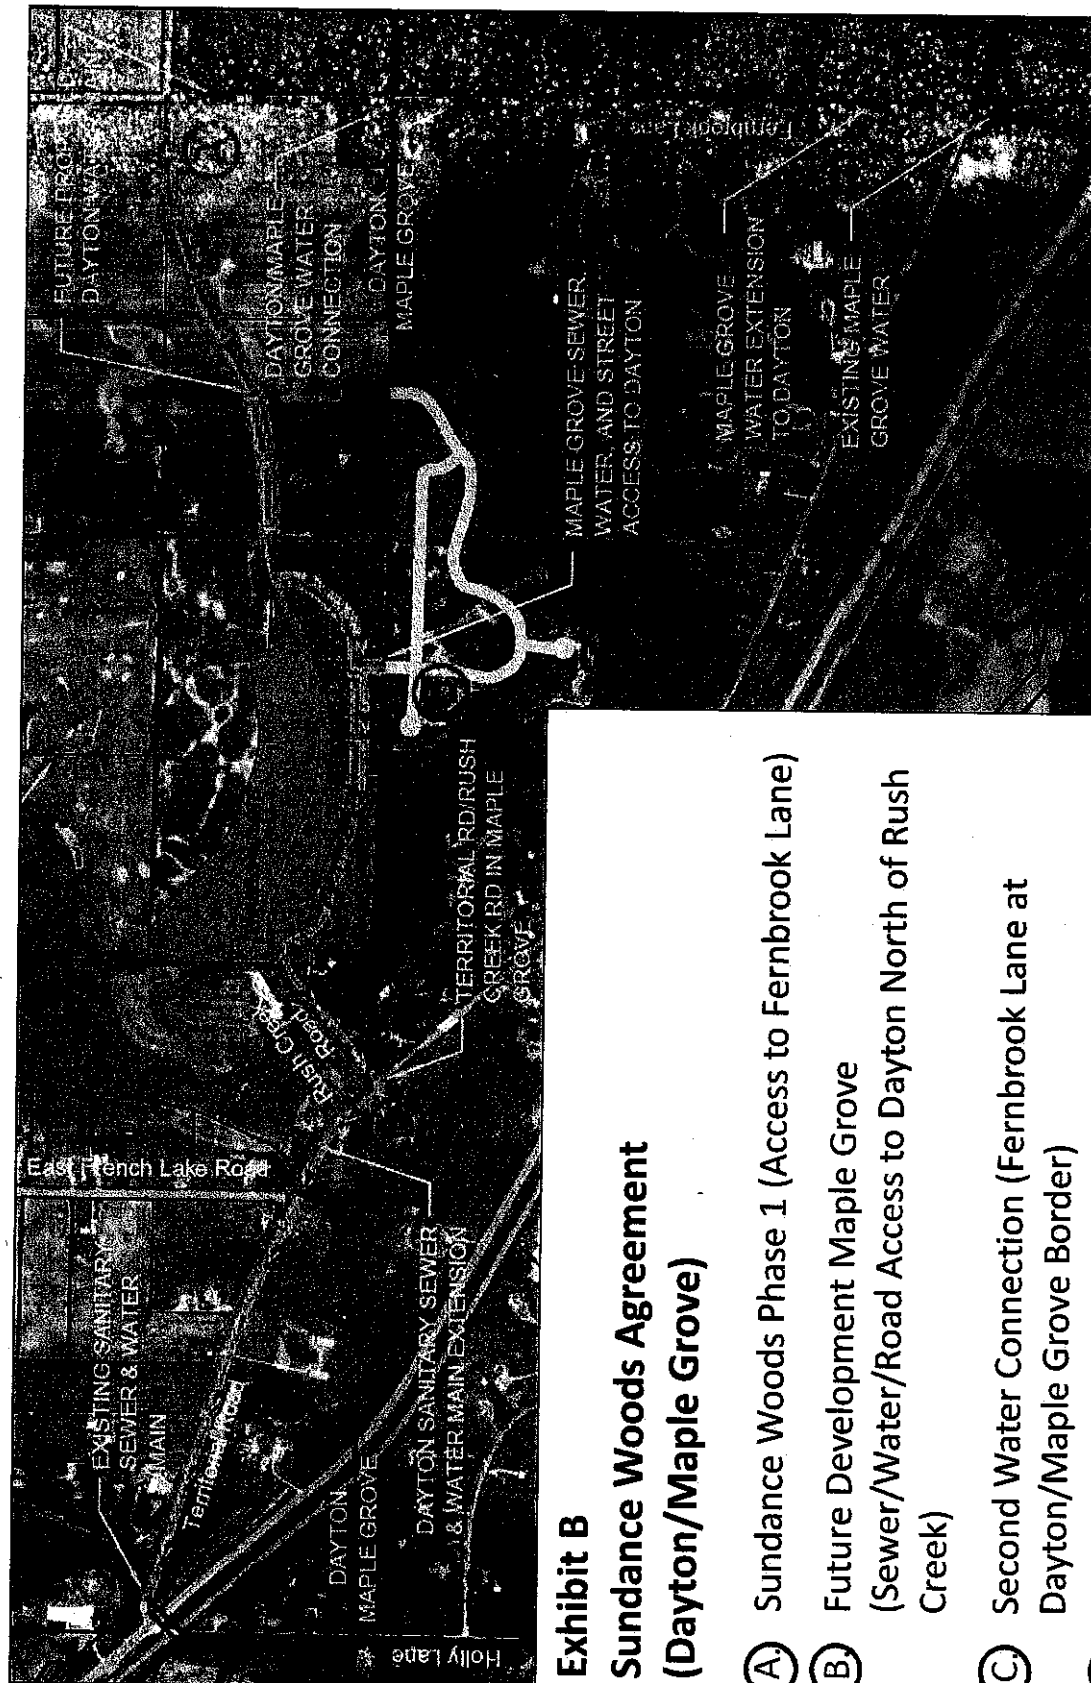 EXISTING SANITARY
SEWER & WATER
MAIN
East French Lake Road
Territorial Road
Holly Lane
DAYTON
MAPLE GROVE
DAYTON SANITARY SEWER
& WATER MAIN EXTENSION
Rush Creek
Road
TERRITORIAL RD/RUSH
CREEK RD IN MAPLE
GROVE
FUTURE
DAYTON/MA
DAYTON/MAPLE
GROVE WATER
CONNECTION
DAYTON
MAPLE GROVE
MAPLE GROVE SEWER,
WATER, AND STREET
ACCESS TO DAYTON
Fernbrook Lane
MAPLE GROVE
WATER EXTENSION
TO DAYTON
EXISTING MAPLE
GROVE WATER
Exhibit B
Sundance Woods Agreement
(Dayton/Maple Grove)
A. Sundance Woods Phase 1 (Access to Fernbrook Lane)
B. Future Development Maple Grove
(Sewer/Water/Road Access to Dayton North of Rush
Creek)
C. Second Water Connection (Fernbrook Lane at
Dayton/Maple Grove Border)